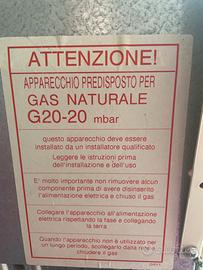 ATTENZIONE!
APPARECCHIO PREDISPOSTO PER
GAS NATURALE
G20-20 mbar
questo apparecchio deve essere
installato da un installatore qualificato
Leggere le istruzioni prima
dell'installazione e dell'uso
E' molto importante non rimuovere alcun
componente prima di avere disinserito
l'alimentazione elettrica e chiuso il gas
Collegare l'apparecchio all'alimentazione
elettrica rispettando la fase e collegando
la terra
Quando l'apparecchio non è utilizzato per
un lungo periodo, scollegarlo dalla rete e
chiudere il gas